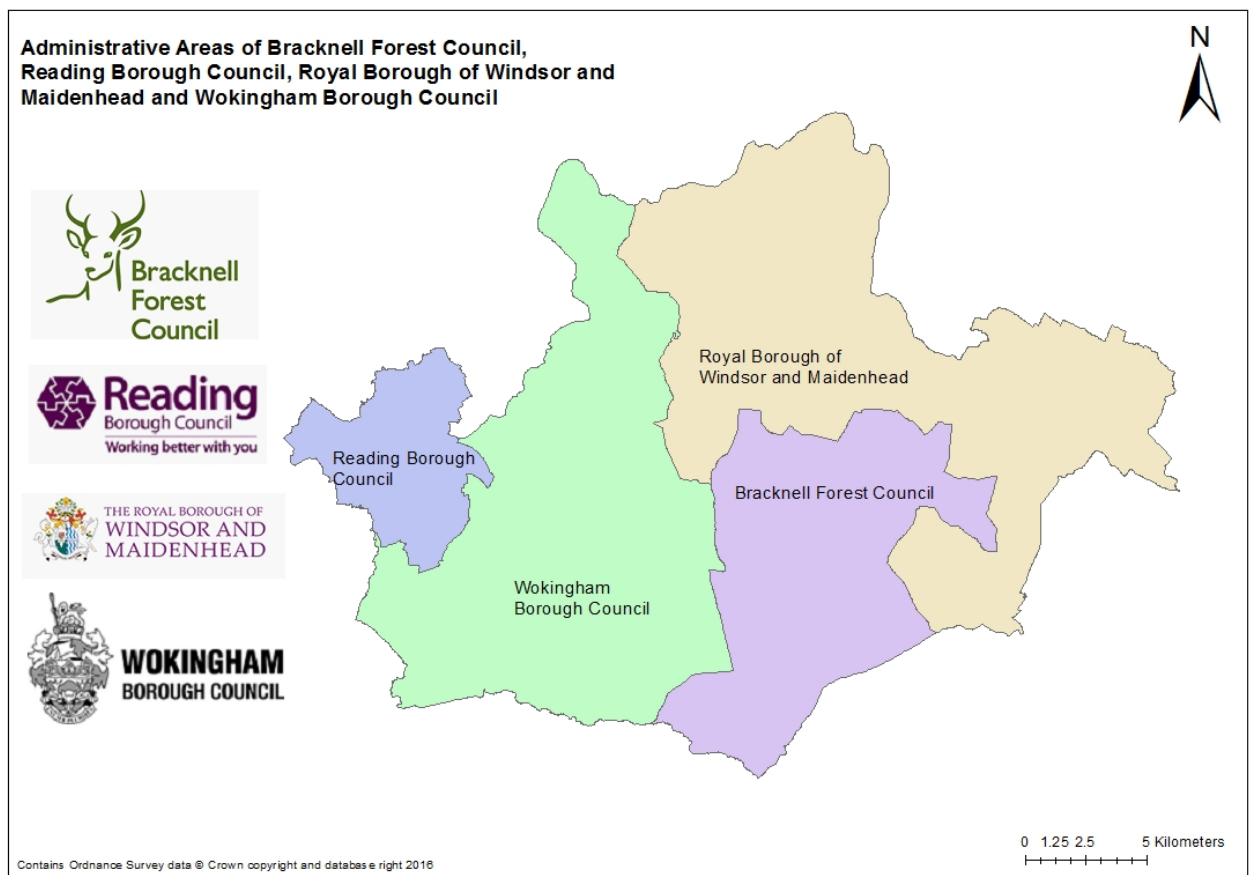 Administrative Areas of Bracknell Forest Council,
Reading Borough Council, Royal Borough of Windsor and
Maidenhead and Wokingham Borough Council
N
Bracknell
Forest
Council
Reading
Borough Council
Working better with you
THE ROYAL BOROUGH OF
WINDSOR AND
MAIDENHEAD
WOKINGHAM
BOROUGH COUNCIL
Royal Borough of
Windsor and Maidenhead
Reading Borough
Council
Bracknell Forest Council
Wokingham
Borough Council
0 1.25 2.5 5 Kilometers
Contains Ordnance Survey data © Crown copyright and database right 2016